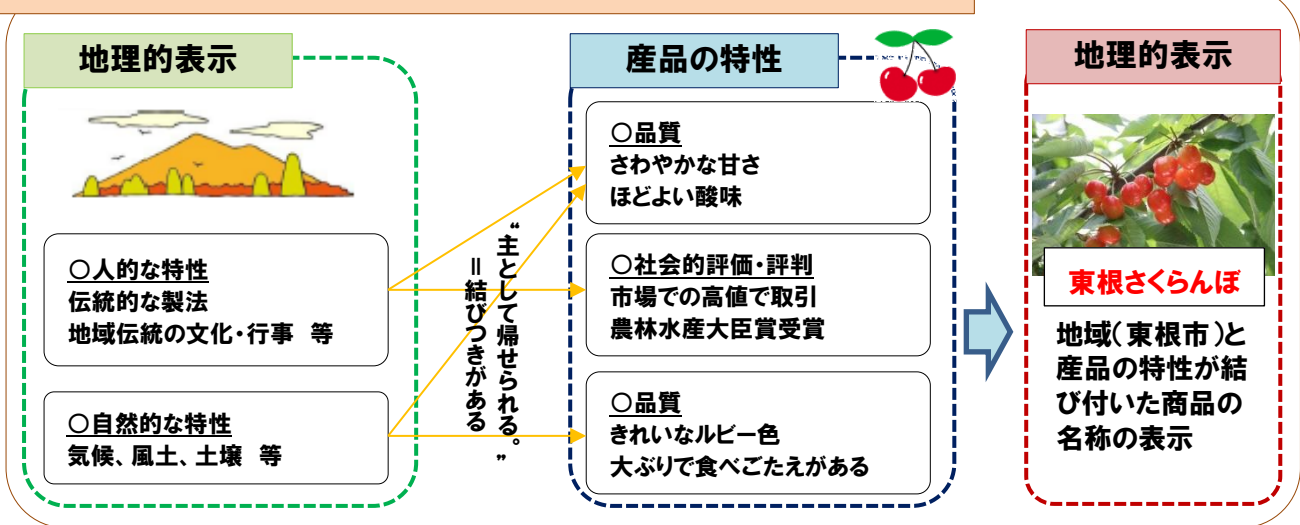 地理的表示
○人的な特性
伝統的な製法
地域伝統の文化・行事　等
○自然的な特性
気候、風土、土壌　等
“主として帰せられる。”
＝結びつきがある
産品の特性
○品質
さわやかな甘さ
ほどよい酸味
○社会的評価・評判
市場での高値で取引
農林水産大臣賞受賞
○品質
きれいなルビー色
大ぶりで食べごたえがある
地理的表示
東根さくらんぼ
地域（東根市）と
産品の特性が結
び付いた商品の
名称の表示